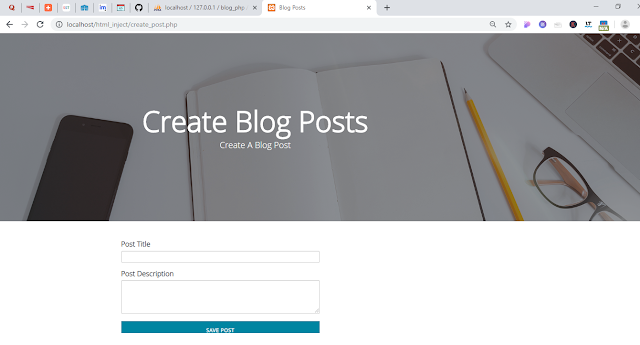 localhost / 127.0.0.1 / blog_php
Blog Posts
localhost/html_inject/create_post.php
Create Blog Posts
Create A Blog Post
Post Title
Post Description
SAVE POST